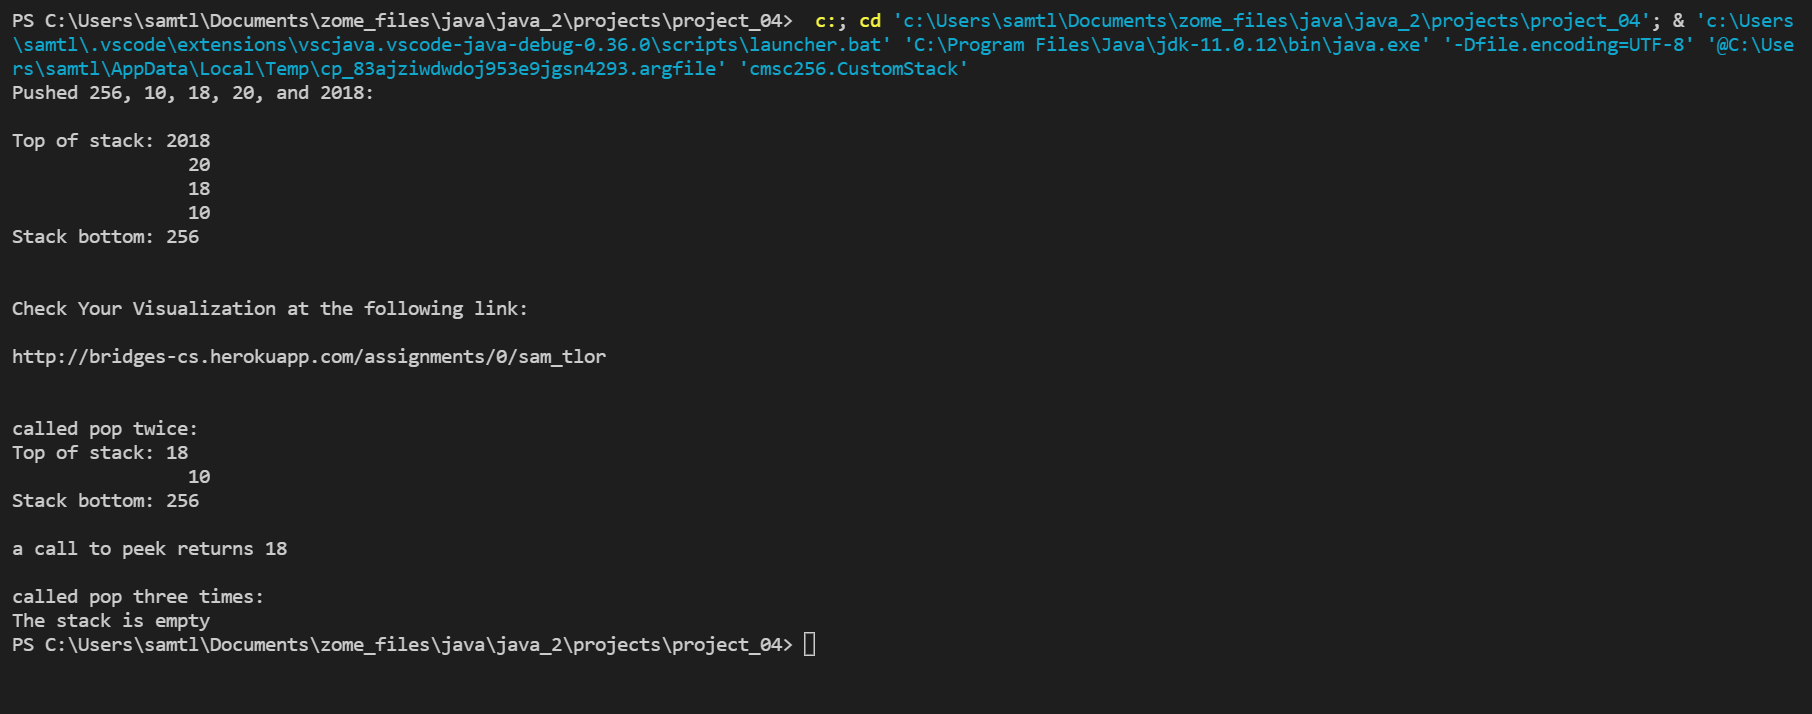 PS C:\Users\samtl\Documents\zome_files\java\java_2\projects\project_04>  c:; cd 'c:\Users\samtl\Documents\zome_files\java\java_2\projects\project_04'; & 'c:\Users
\samtl\.vscode\extensions\vscjava.vscode-java-debug-0.36.0\scripts\launcher.bat' 'C:\Program Files\Java\jdk-11.0.12\bin\java.exe' '-Dfile.encoding=UTF-8' '@C:\Use
rs\samtl\AppData\Local\Temp\cp_83ajziwdwdoj953e9jgsn4293.argfile' 'cmsc256.CustomStack'
Pushed 256, 10, 18, 20, and 2018:
Top of stack: 2018
20
18
10
Stack bottom: 256
Check Your Visualization at the following link:
http://bridges-cs.herokuapp.com/assignments/0/sam_tlor
called pop twice:
Top of stack: 18
10
Stack bottom: 256
a call to peek returns 18
called pop three times:
The stack is empty
PS C:\Users\samtl\Documents\zome_files\java\java_2\projects\project_04>